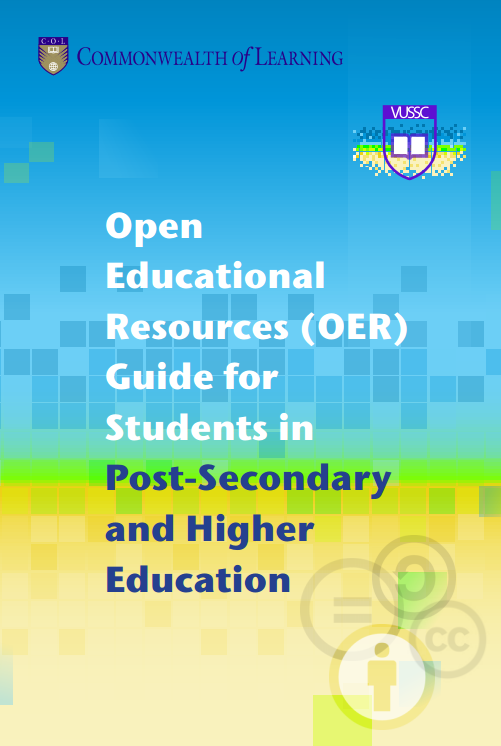 C·O·L
COMMONWEALTH of LEARNING
VUSSC
Open
Educational
Resources (OER)
Guide for
Students in
Post-Secondary
and Higher
Education
=
cc